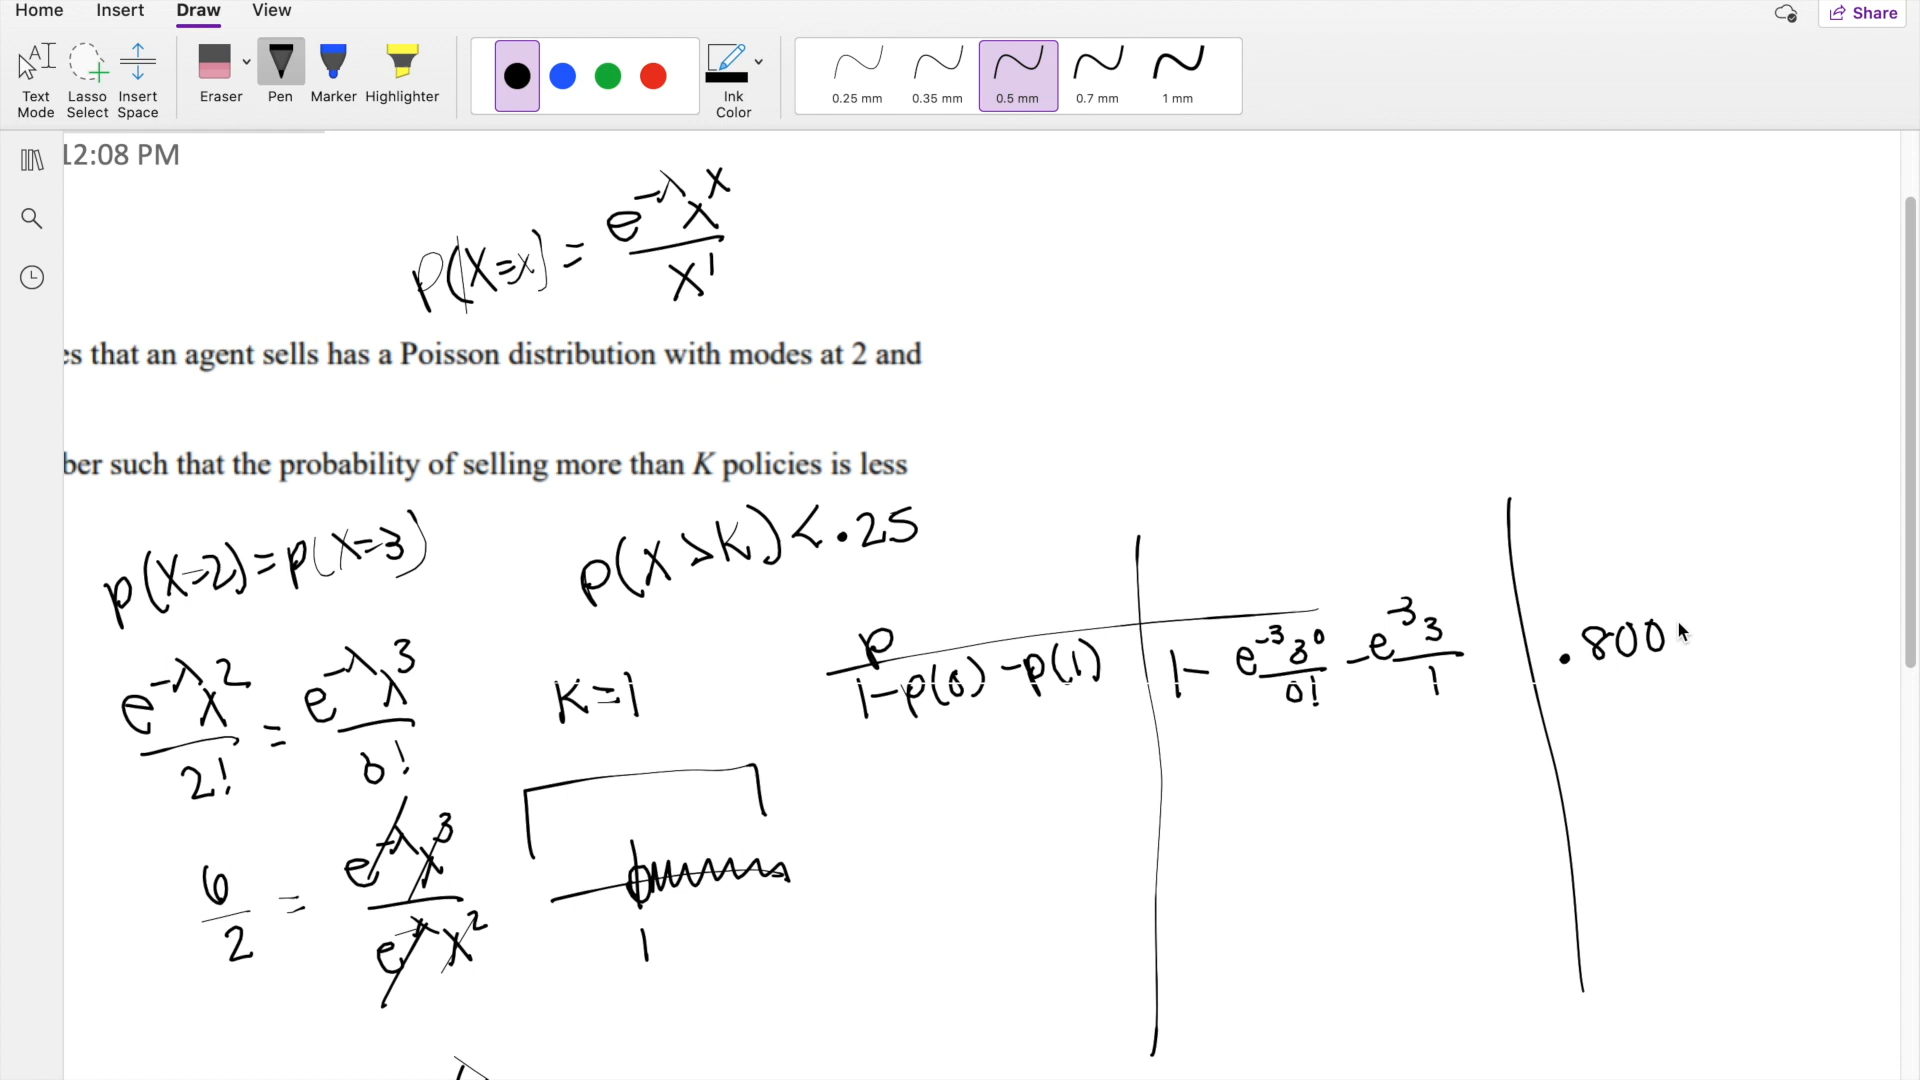 Home Insert Draw View
Share
Text Mode
Lasso Select
Insert Space
Eraser
Pen
Marker
Highlighter
Ink Color
0.25 mm
0.35 mm
0.5 mm
0.7 mm
1 mm
12:08 PM
P(X=x) = e^-λ x^x / x!
es that an agent sells has a Poisson distribution with modes at 2 and
ber such that the probability of selling more than K policies is less
p(X=2)=p(X=3)
p(X>K)<.25
e^-λ λ^2 / 2! = e^-λ λ^3 / 6!
K=1
p
1-p(0)-p(1)
1- e^-3 3^0 / 0! - e^-3 3 / 1
.800
6/2 = e^-λ λ^3 / e^-λ λ^2
1